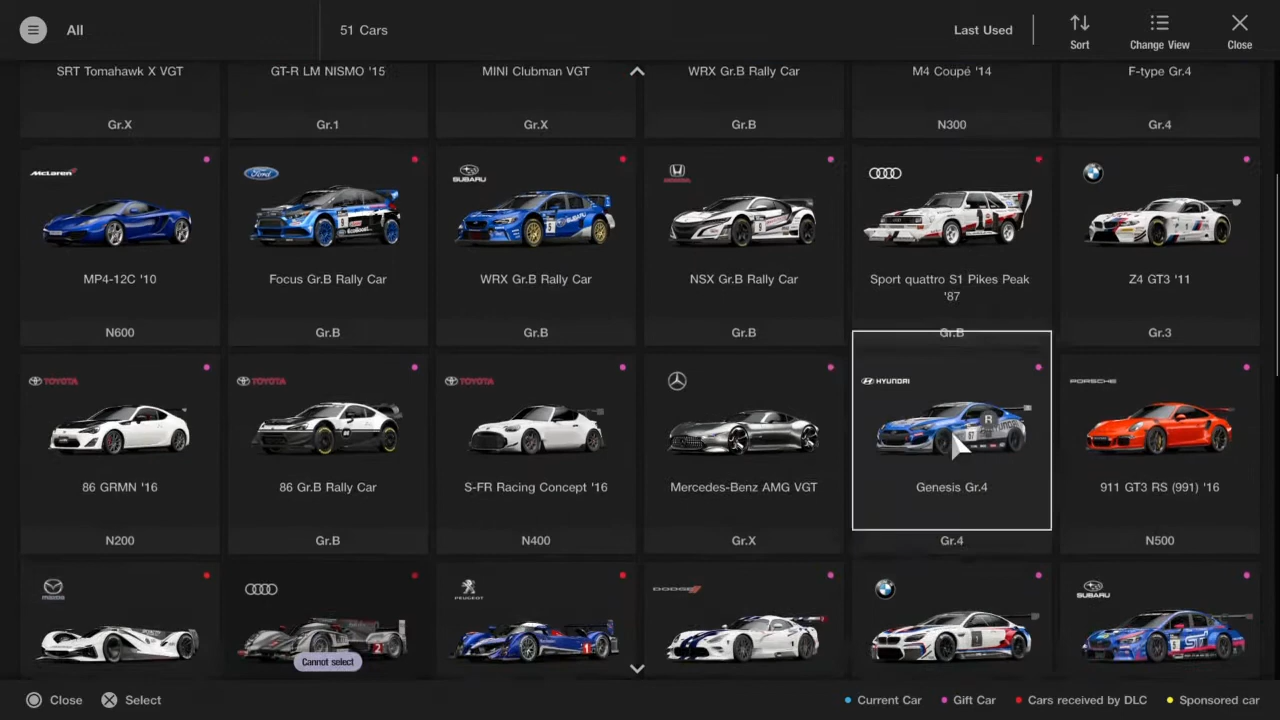 All
51 Cars
Last Used
Sort
Change View
Close
SRT Tomahawk X VGT
GT-R LM NISMO '15
MINI Clubman VGT
WRX Gr.B Rally Car
M4 Coupé '14
F-type Gr.4
Gr.X
Gr.1
Gr.X
Gr.B
N300
Gr.4
McLaren
Ford
SUBARU
HONDA
MP4-12C '10
Focus Gr.B Rally Car
WRX Gr.B Rally Car
NSX Gr.B Rally Car
Sport quattro S1 Pikes Peak
'87
Z4 GT3 '11
N600
Gr.B
Gr.B
Gr.B
Gr.B
Gr.3
TOYOTA
TOYOTA
TOYOTA
HYUNDAI
PORSCHE
R
86 GRMN '16
86 Gr.B Rally Car
S-FR Racing Concept '16
Mercedes-Benz AMG VGT
Genesis Gr.4
911 GT3 RS (991) '16
N200
Gr.B
N400
Gr.X
Gr.4
N500
mazda
PEUGEOT
DODGE
SUBARU
Cannot select
Close
Select
Current Car
Gift Car
Cars received by DLC
Sponsored car